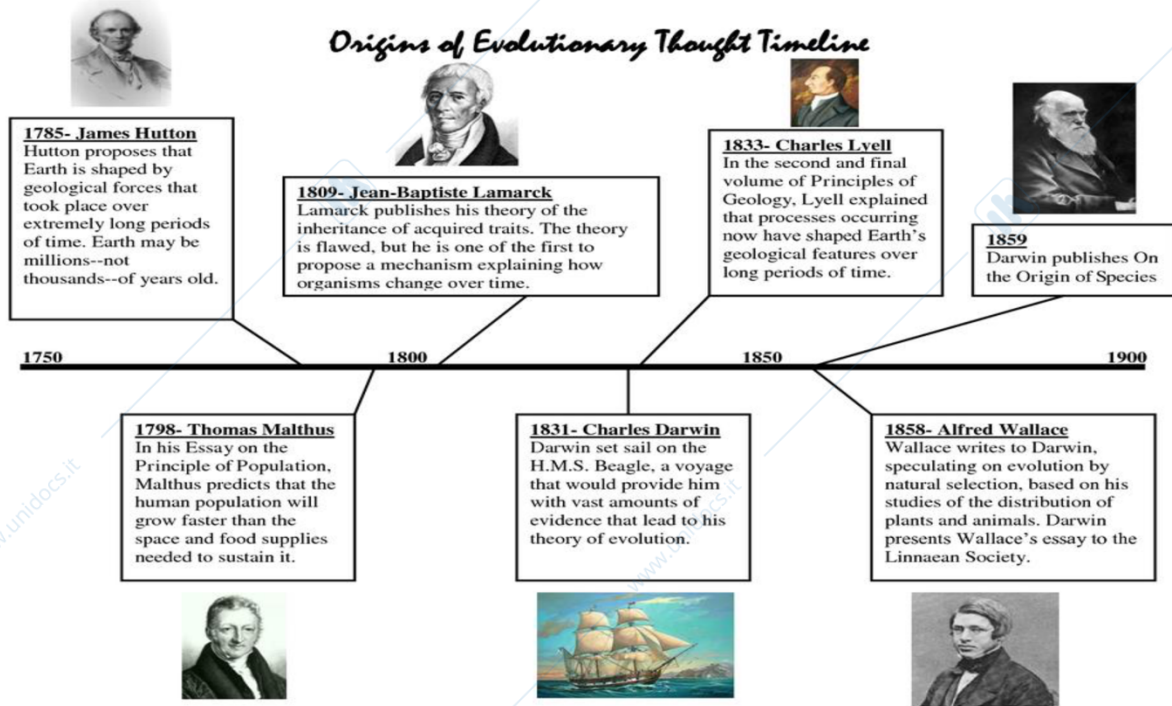 Origins of Evolutionary Thought Timeline
1785- James Hutton
Hutton proposes that
Earth is shaped by
geological forces that
took place over
extremely long periods
of time. Earth may be
millions--not
thousands--of years old.
1809- Jean-Baptiste Lamarck
Lamarck publishes his theory of the
inheritance of acquired traits. The theory
is flawed, but he is one of the first to
propose a mechanism explaining how
organisms change over time.
1833- Charles Lyell
In the second and final
volume of Principles of
Geology, Lyell explained
that processes occurring
now have shaped Earth's
geological features over
long periods of time.
1859
Darwin publishes On
the Origin of Species
1750
1800
1850
1900
1798- Thomas Malthus
In his Essay on the
Principle of Population,
Malthus predicts that the
human population will
grow faster than the
space and food supplies
needed to sustain it.
1831- Charles Darwin
Darwin set sail on the
H.M.S. Beagle, a voyage
that would provide him
with vast amounts of
evidence that lead to his
theory of evolution.
1858- Alfred Wallace
Wallace writes to Darwin,
speculating on evolution by
natural selection, based on his
studies of the distribution of
plants and animals. Darwin
presents Wallace's essay to the
Linnaean Society.
www.unidocs.it